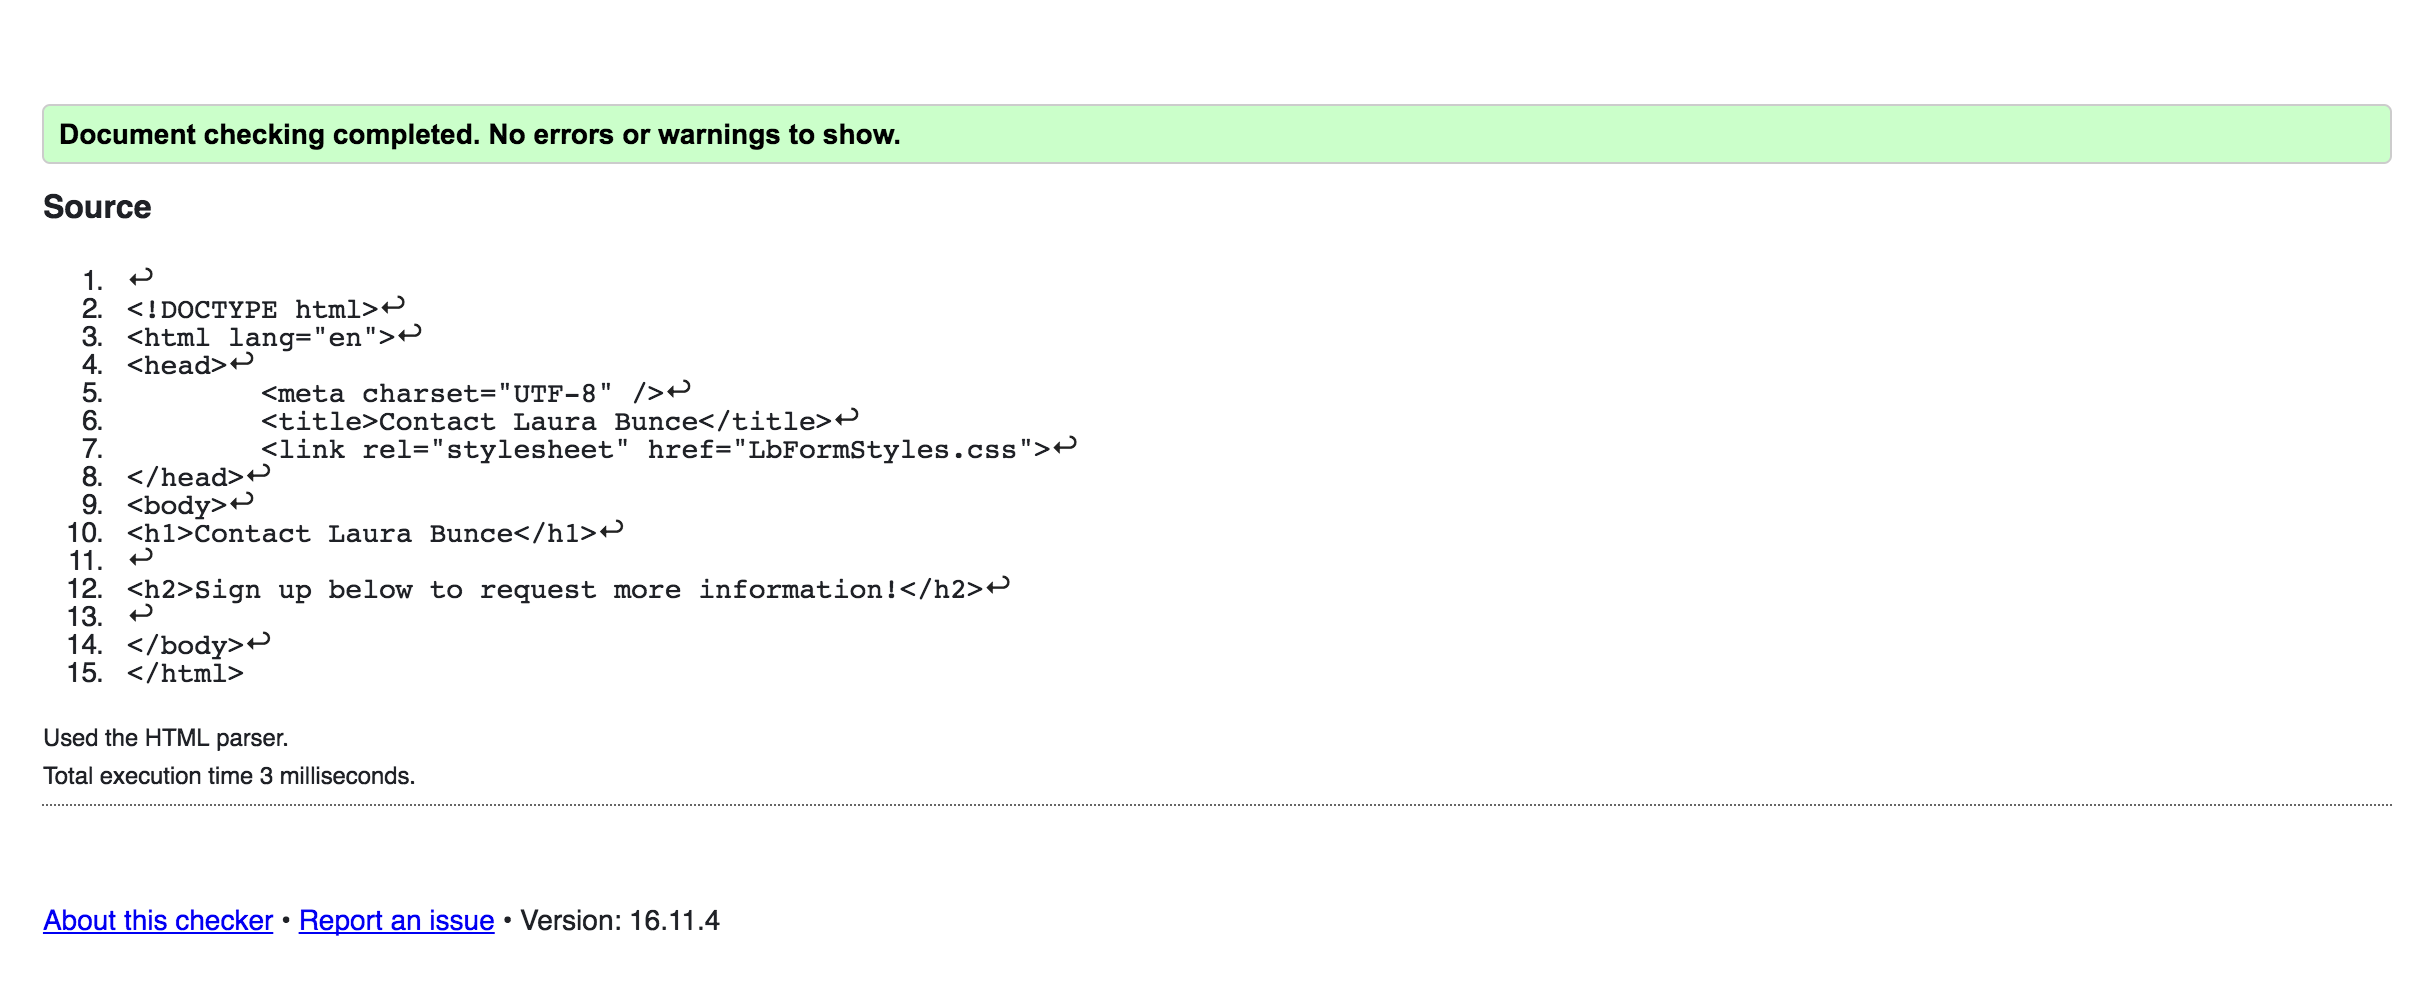 Document checking completed. No errors or warnings to show.
Source
1. ↩
2. <!DOCTYPE html>↩
3. <html lang="en">↩
4. <head>↩
5.         <meta charset="UTF-8" />↩
6.         <title>Contact Laura Bunce</title>↩
7.         <link rel="stylesheet" href="LbFormStyles.css">↩
8. </head>↩
9. <body>↩
10. <h1>Contact Laura Bunce</h1>↩
11. ↩
12. <h2>Sign up below to request more information!</h2>↩
13. ↩
14. </body>↩
15. </html>
Used the HTML parser.
Total execution time 3 milliseconds.
About this checker • Report an issue • Version: 16.11.4